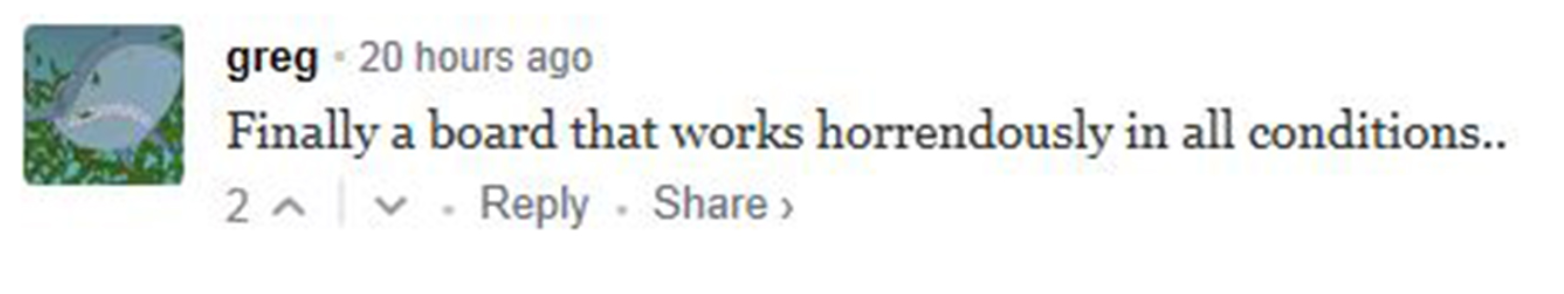 greg • 20 hours ago
Finally a board that works horrendously in all conditions..
2 • Reply • Share ›